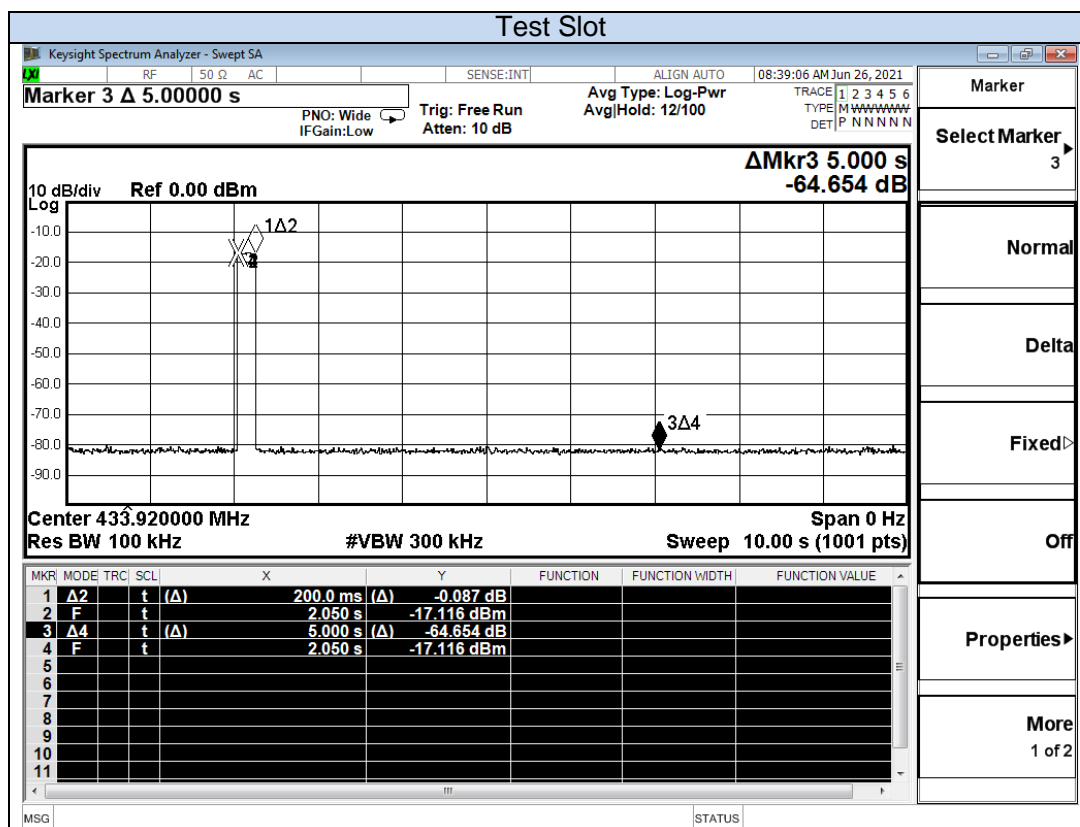 Test Slot
Keysight Spectrum Analyzer - Swept SA
LXI RF 50 Ω AC SENSE:INT ALIGN AUTO 08:39:06 AM Jun 26, 2021
Marker 3 Δ 5.00000 s
PNO: Wide
IFGain:Low
Trig: Free Run
Atten: 10 dB
Avg Type: Log-Pwr
Avg|Hold: 12/100
TRACE 1 2 3 4 5 6
TYPE M W W W W W
DET P N N N N N
ΔMkr3 5.000 s
-64.654 dB
10 dB/div Ref 0.00 dBm
Log
-10.0
-20.0
-30.0
-40.0
-50.0
-60.0
-70.0
-80.0
-90.0
1Δ2
3Δ4
Center 433.920000 MHz Span 0 Hz
Res BW 100 kHz #VBW 300 kHz Sweep 10.00 s (1001 pts)
MKR MODE TRC SCL X Y FUNCTION FUNCTION WIDTH FUNCTION VALUE
1 Δ2 t (Δ) 200.0 ms (Δ) -0.087 dB
2 F t 2.050 s -17.116 dBm
3 Δ4 t (Δ) 5.000 s (Δ) -64.654 dB
4 F t 2.050 s -17.116 dBm
5
6
7
8
9
10
11
MSG STATUS
Marker
Select Marker
3
Normal
Delta
Fixed
Off
Properties
More
1 of 2